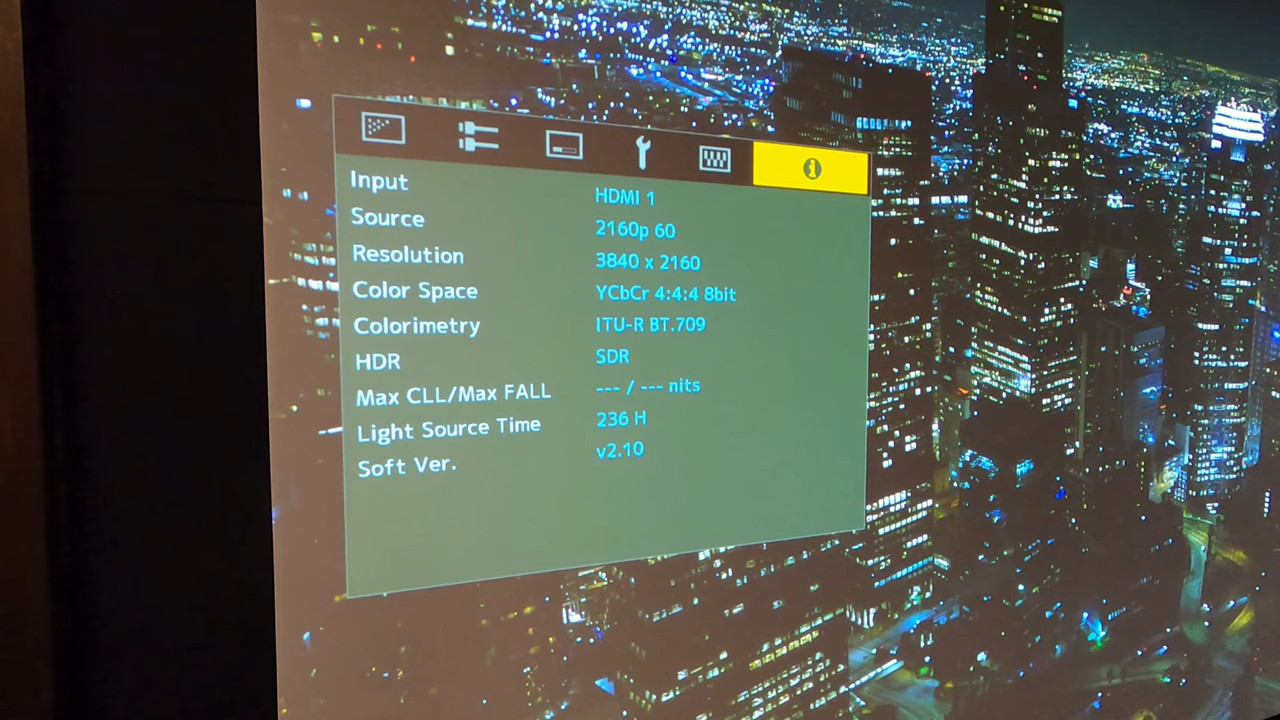 Input HDMI 1
Source 2160p 60
Resolution 3840 x 2160
Color Space YCbCr 4:4:4 8bit
Colorimetry ITU-R BT.709
HDR SDR
Max CLL/Max FALL --- / --- nits
Light Source Time 236 H
Soft Ver. v2.10